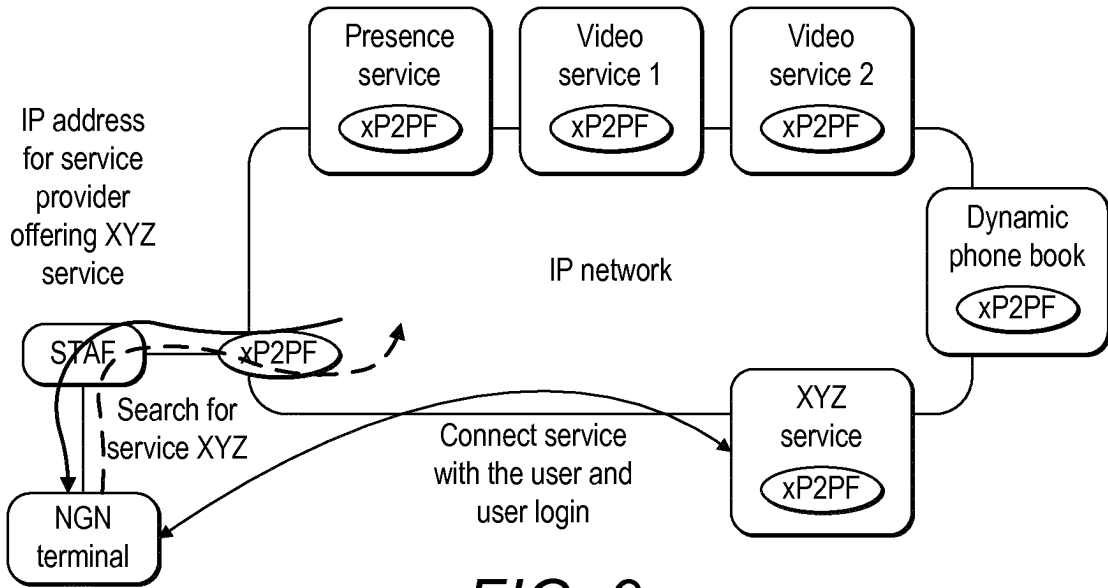 Presence
service
xP2PF
Video
service 1
xP2PF
Video
service 2
xP2PF
IP address
for service
provider
offering XYZ
service
Dynamic
phone book
xP2PF
IP network
STAF
xP2PF
Search for
service XYZ
XYZ
service
xP2PF
Connect service
with the user and
user login
NGN
terminal